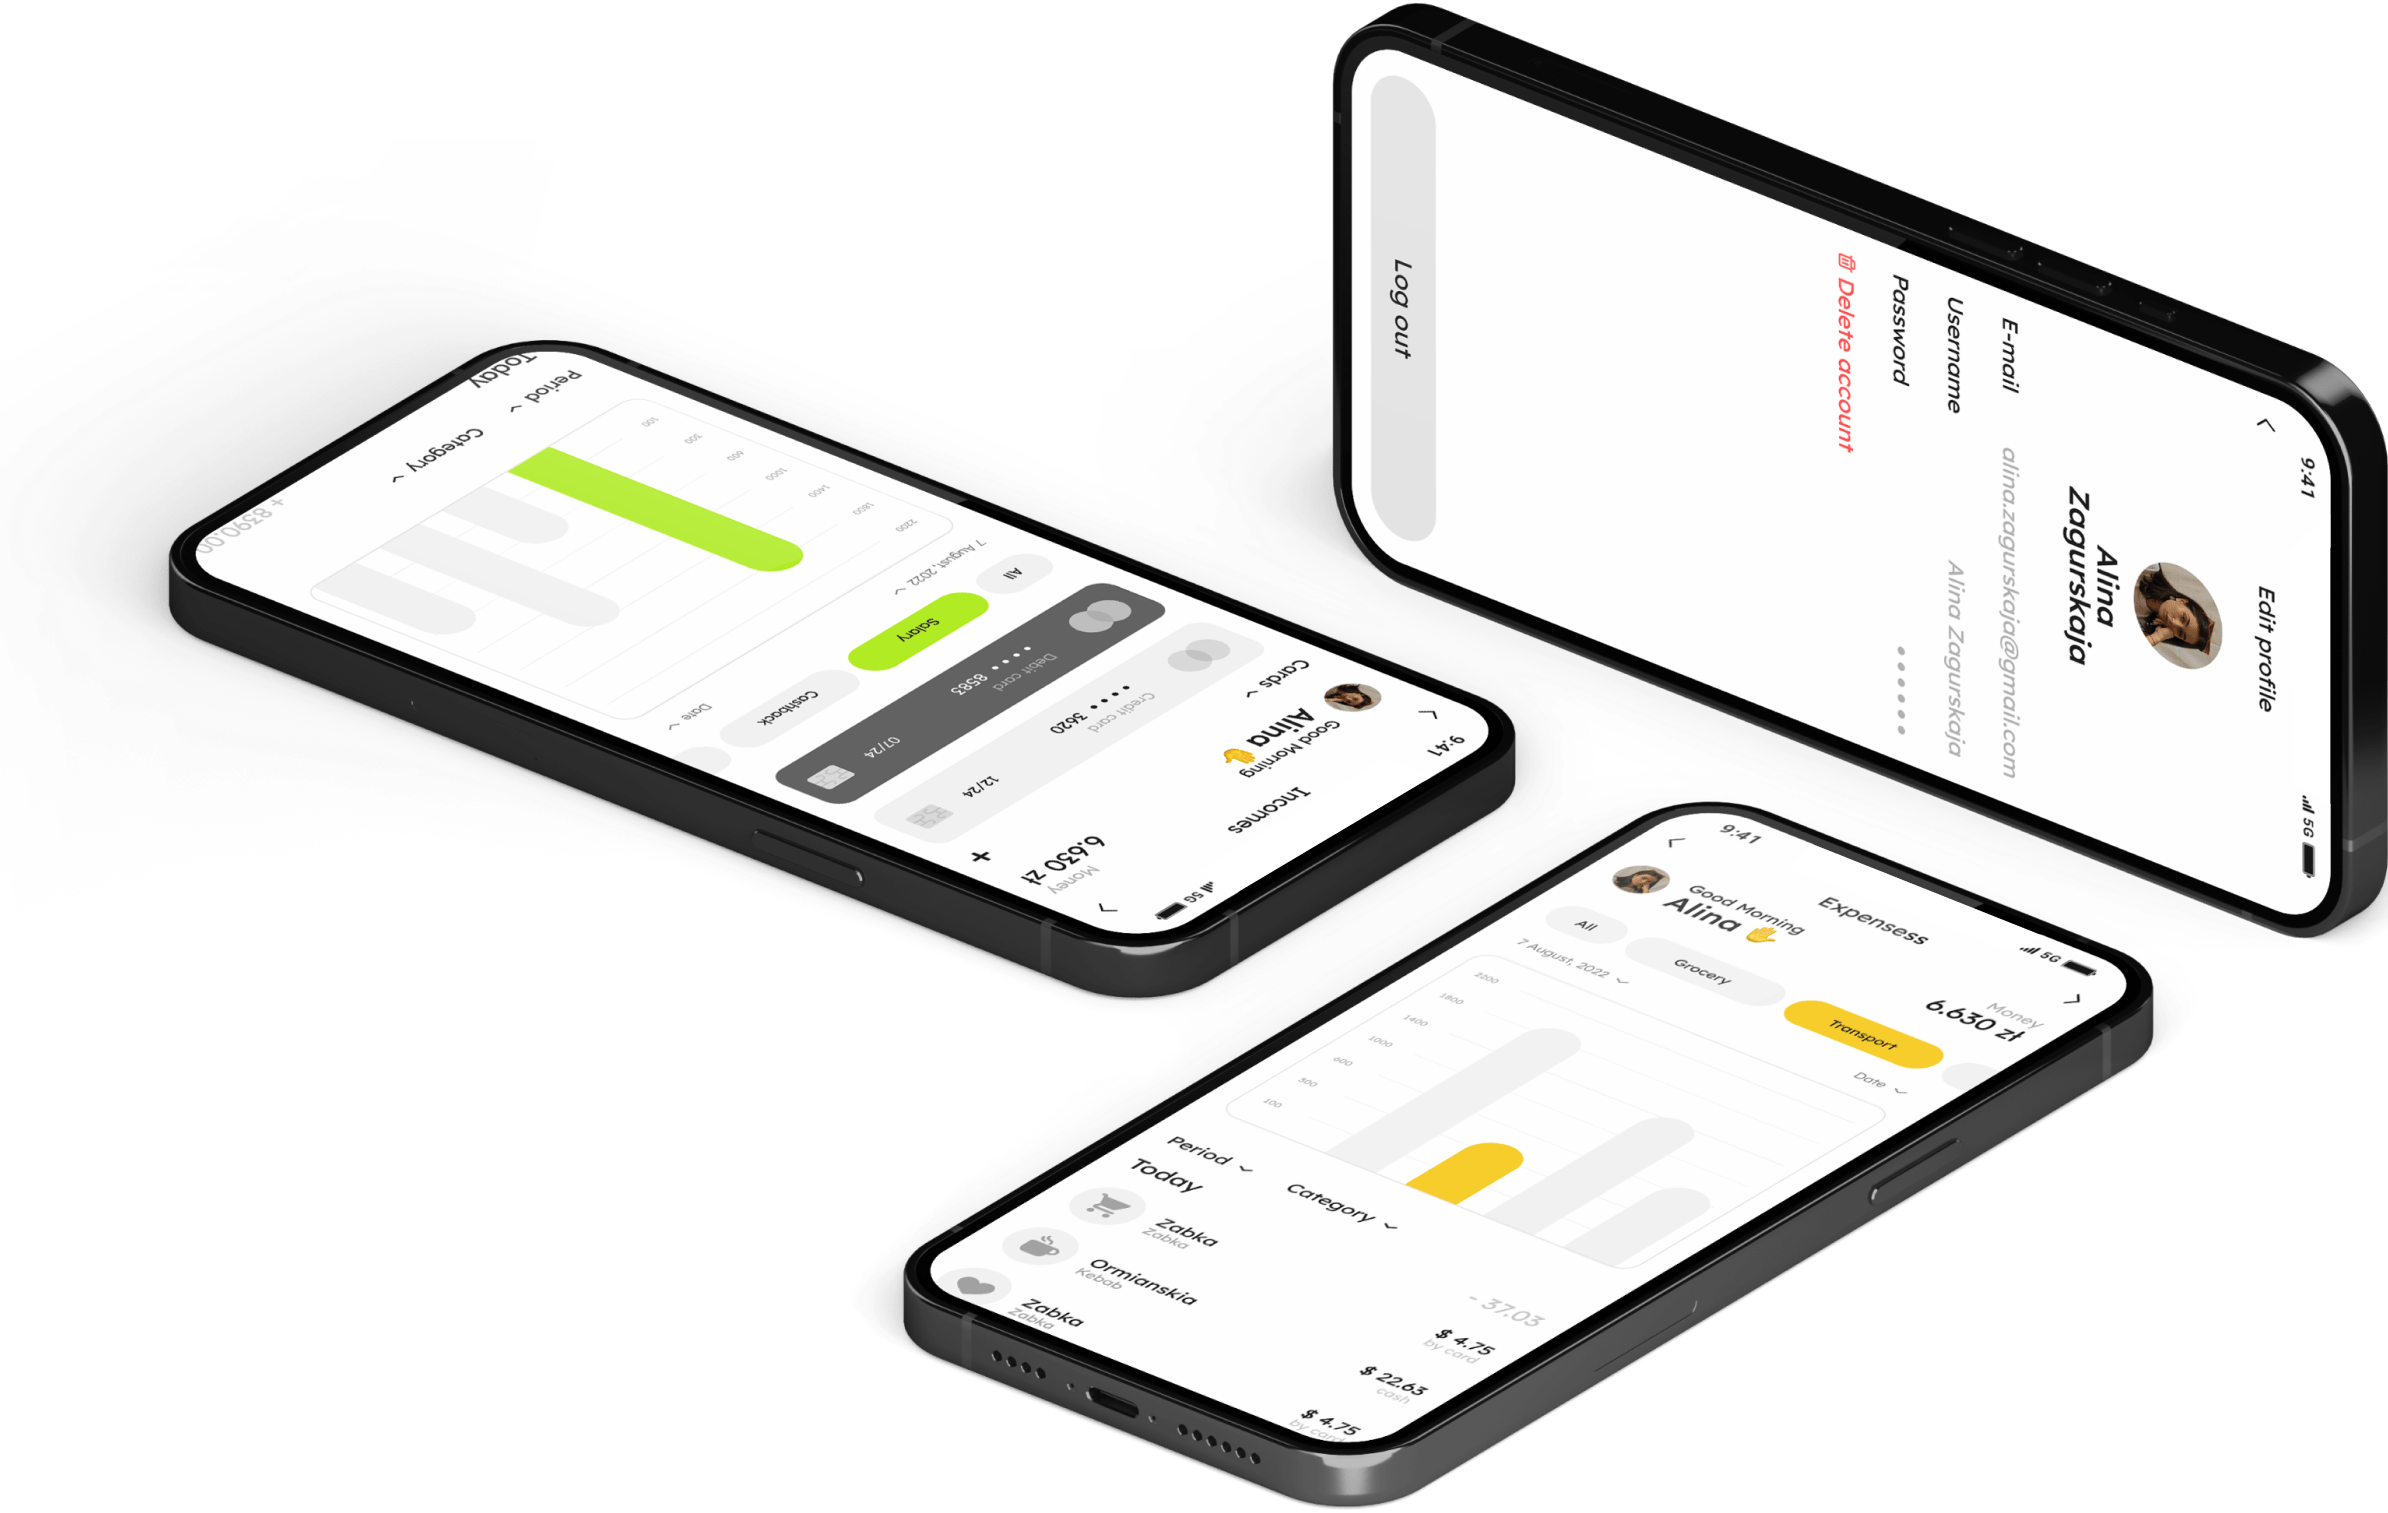 9:41
5G
Incomes
Good Morning
Alina
Money
6.630 zł
Cards
+
Credit card
3620
12/24
Debit card
8583
07/24
All
Salary
Cashback
7 August, 2022
Date
2200
1800
1400
1000
600
300
100
Period
Category
Today
+ 8390.00
9:41
5G
Edit profile
Alina
Zagurskaja
E-mail
alina.zagurskaja@gmail.com
Username
Alina Zagurskaja
Password
Delete account
Log out
9:41
5G
Expensess
Good Morning
Alina
Money
6.630 zł
All
Grocery
Transport
7 August, 2022
Date
2200
1800
1400
1000
600
300
100
Period
Category
Today
- 37.03
Zabka
Zabka
$ 4.75
by card
Ormianskia
Kebab
$ 22.63
cash
Zabka
Zabka
$ 4.75
by card